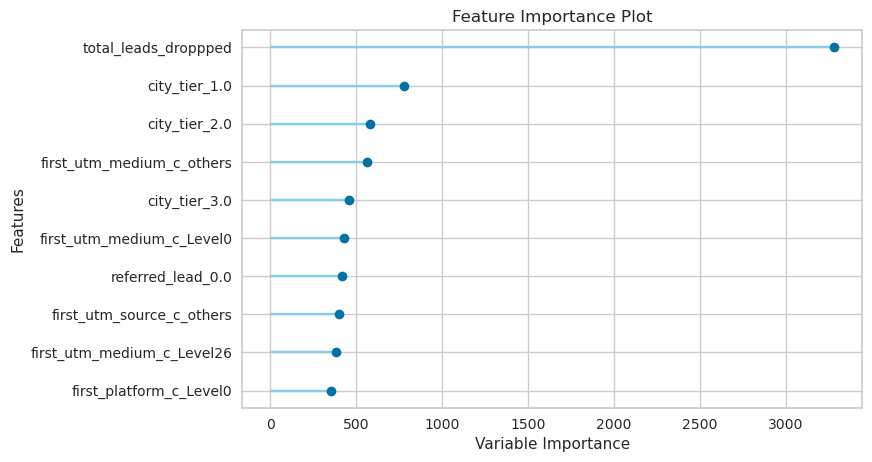 Feature Importance Plot
Features
total_leads_droppped
city_tier_1.0
city_tier_2.0
first_utm_medium_c_others
city_tier_3.0
first_utm_medium_c_Level0
referred_lead_0.0
first_utm_source_c_others
first_utm_medium_c_Level26
first_platform_c_Level0
0 500 1000 1500 2000 2500 3000
Variable Importance